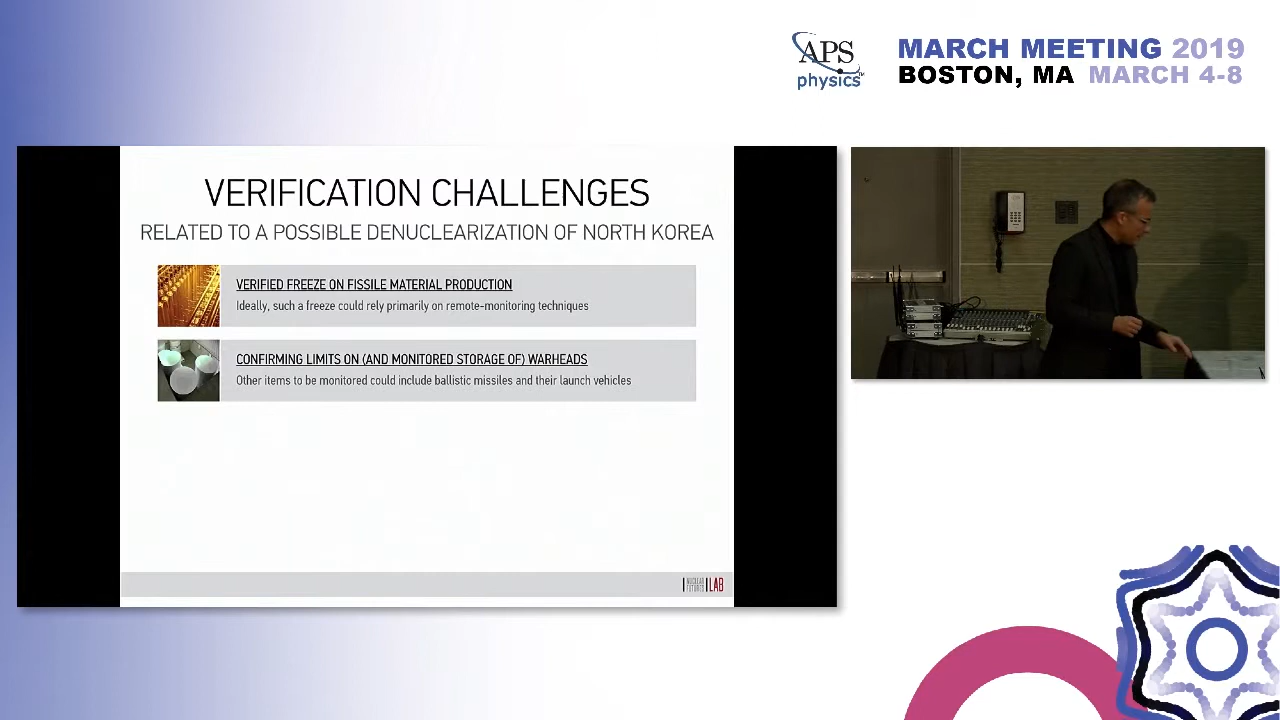 APS
physics
MARCH MEETING 2019
BOSTON, MA MARCH 4-8
VERIFICATION CHALLENGES
RELATED TO A POSSIBLE DENUCLEARIZATION OF NORTH KOREA
VERIFIED FREEZE ON FISSILE MATERIAL PRODUCTION
Ideally, such a freeze could rely primarily on remote-monitoring techniques
CONFIRMING LIMITS ON (AND MONITORED STORAGE OF) WARHEADS
Other items to be monitored could include ballistic missiles and their launch vehicles
NUCLEAR
FUTURES
LAB